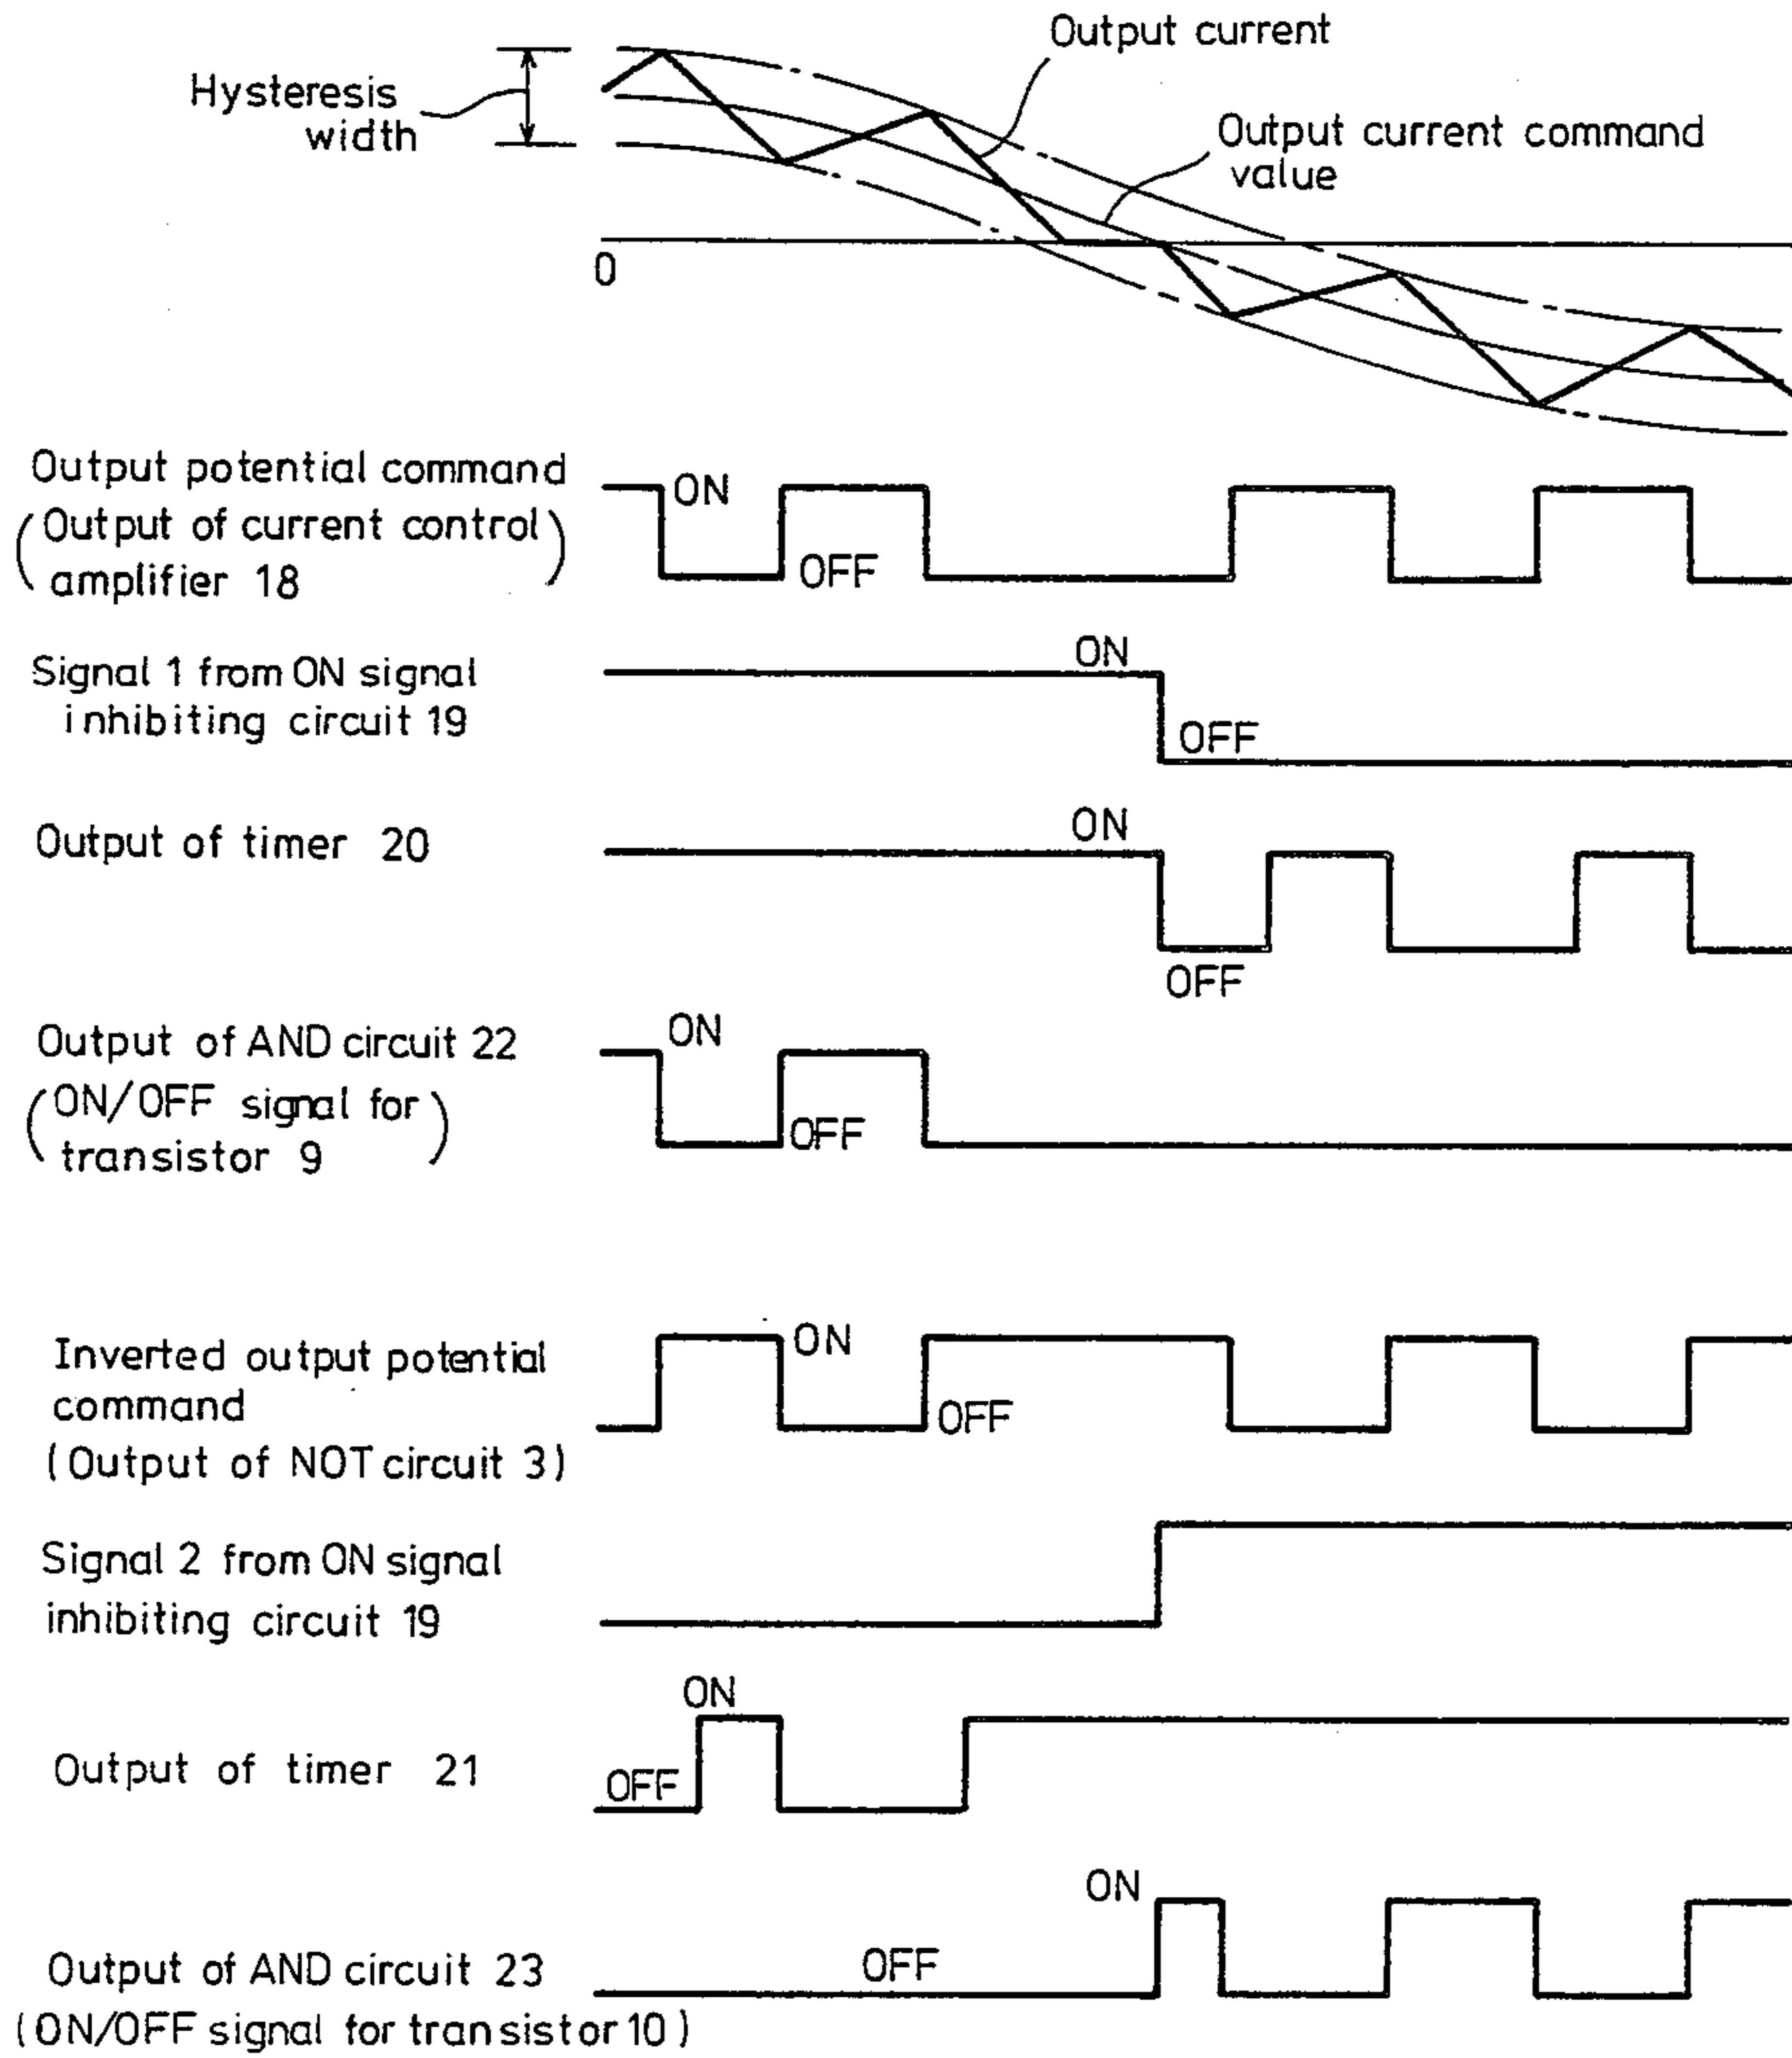 Output current
Hysteresis
width
Output current command
value
0
Output potential command
(Output of current control
amplifier 18)
ON
OFF
Signal 1 from ON signal
inhibiting circuit 19
ON
OFF
Output of timer 20
ON
OFF
Output of AND circuit 22
(ON/OFF signal for
transistor 9)
ON
OFF
Inverted output potential
command
(Output of NOT circuit 3)
ON
OFF
Signal 2 from ON signal
inhibiting circuit 19
ON
OFF
Output of timer 21
ON
OFF
Output of AND circuit 23
(ON/OFF signal for transistor 10)